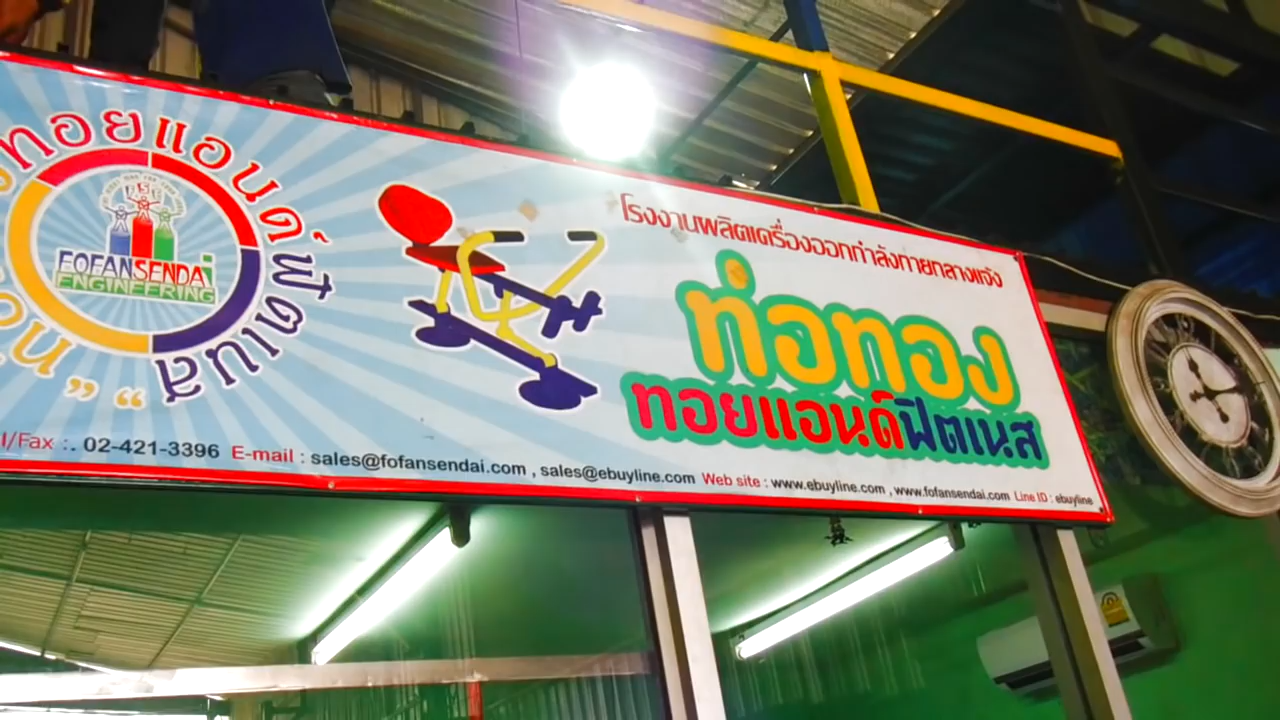 ทอยแอนด์ฟิตเนส
FOFANSENDAi
ENGINEERING
โรงงานผลิตเครื่องออกกำลังกายกลางแจ้ง
ท่อทอง
ทอยแอนด์ฟิตเนส
l/Fax :. 02-421-3396 E-mail : sales@fofansendai.com , sales@ebuyline.com Web site : www.ebuyline.com , www.fofansendai.com Line ID : ebuyline